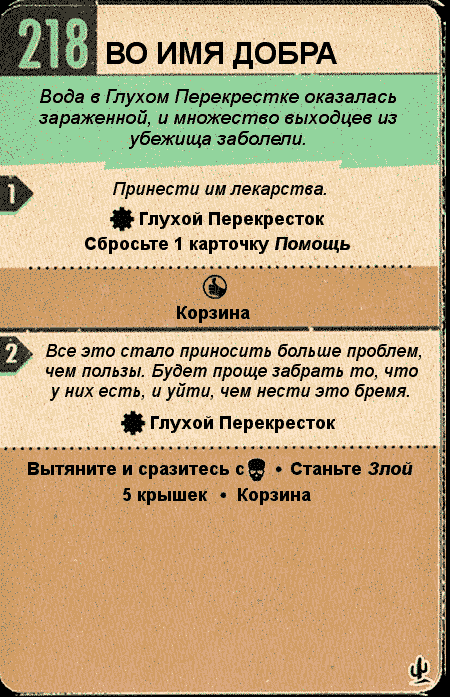 218 ВО ИМЯ ДОБРА
Вода в Глухом Перекрестке оказалась
зараженной, и множество выходцев из
убежища заболели.
1
Принести им лекарства.
Глухой Перекресток
Сбросьте 1 карточку Помощь
Корзина
2
Все это стало приносить больше проблем,
чем пользы. Будет проще забрать то, что
у них есть, и уйти, чем нести это бремя.
Глухой Перекресток
Вытяните и сразитесь с • Станьте Злой
5 крышек • Корзина